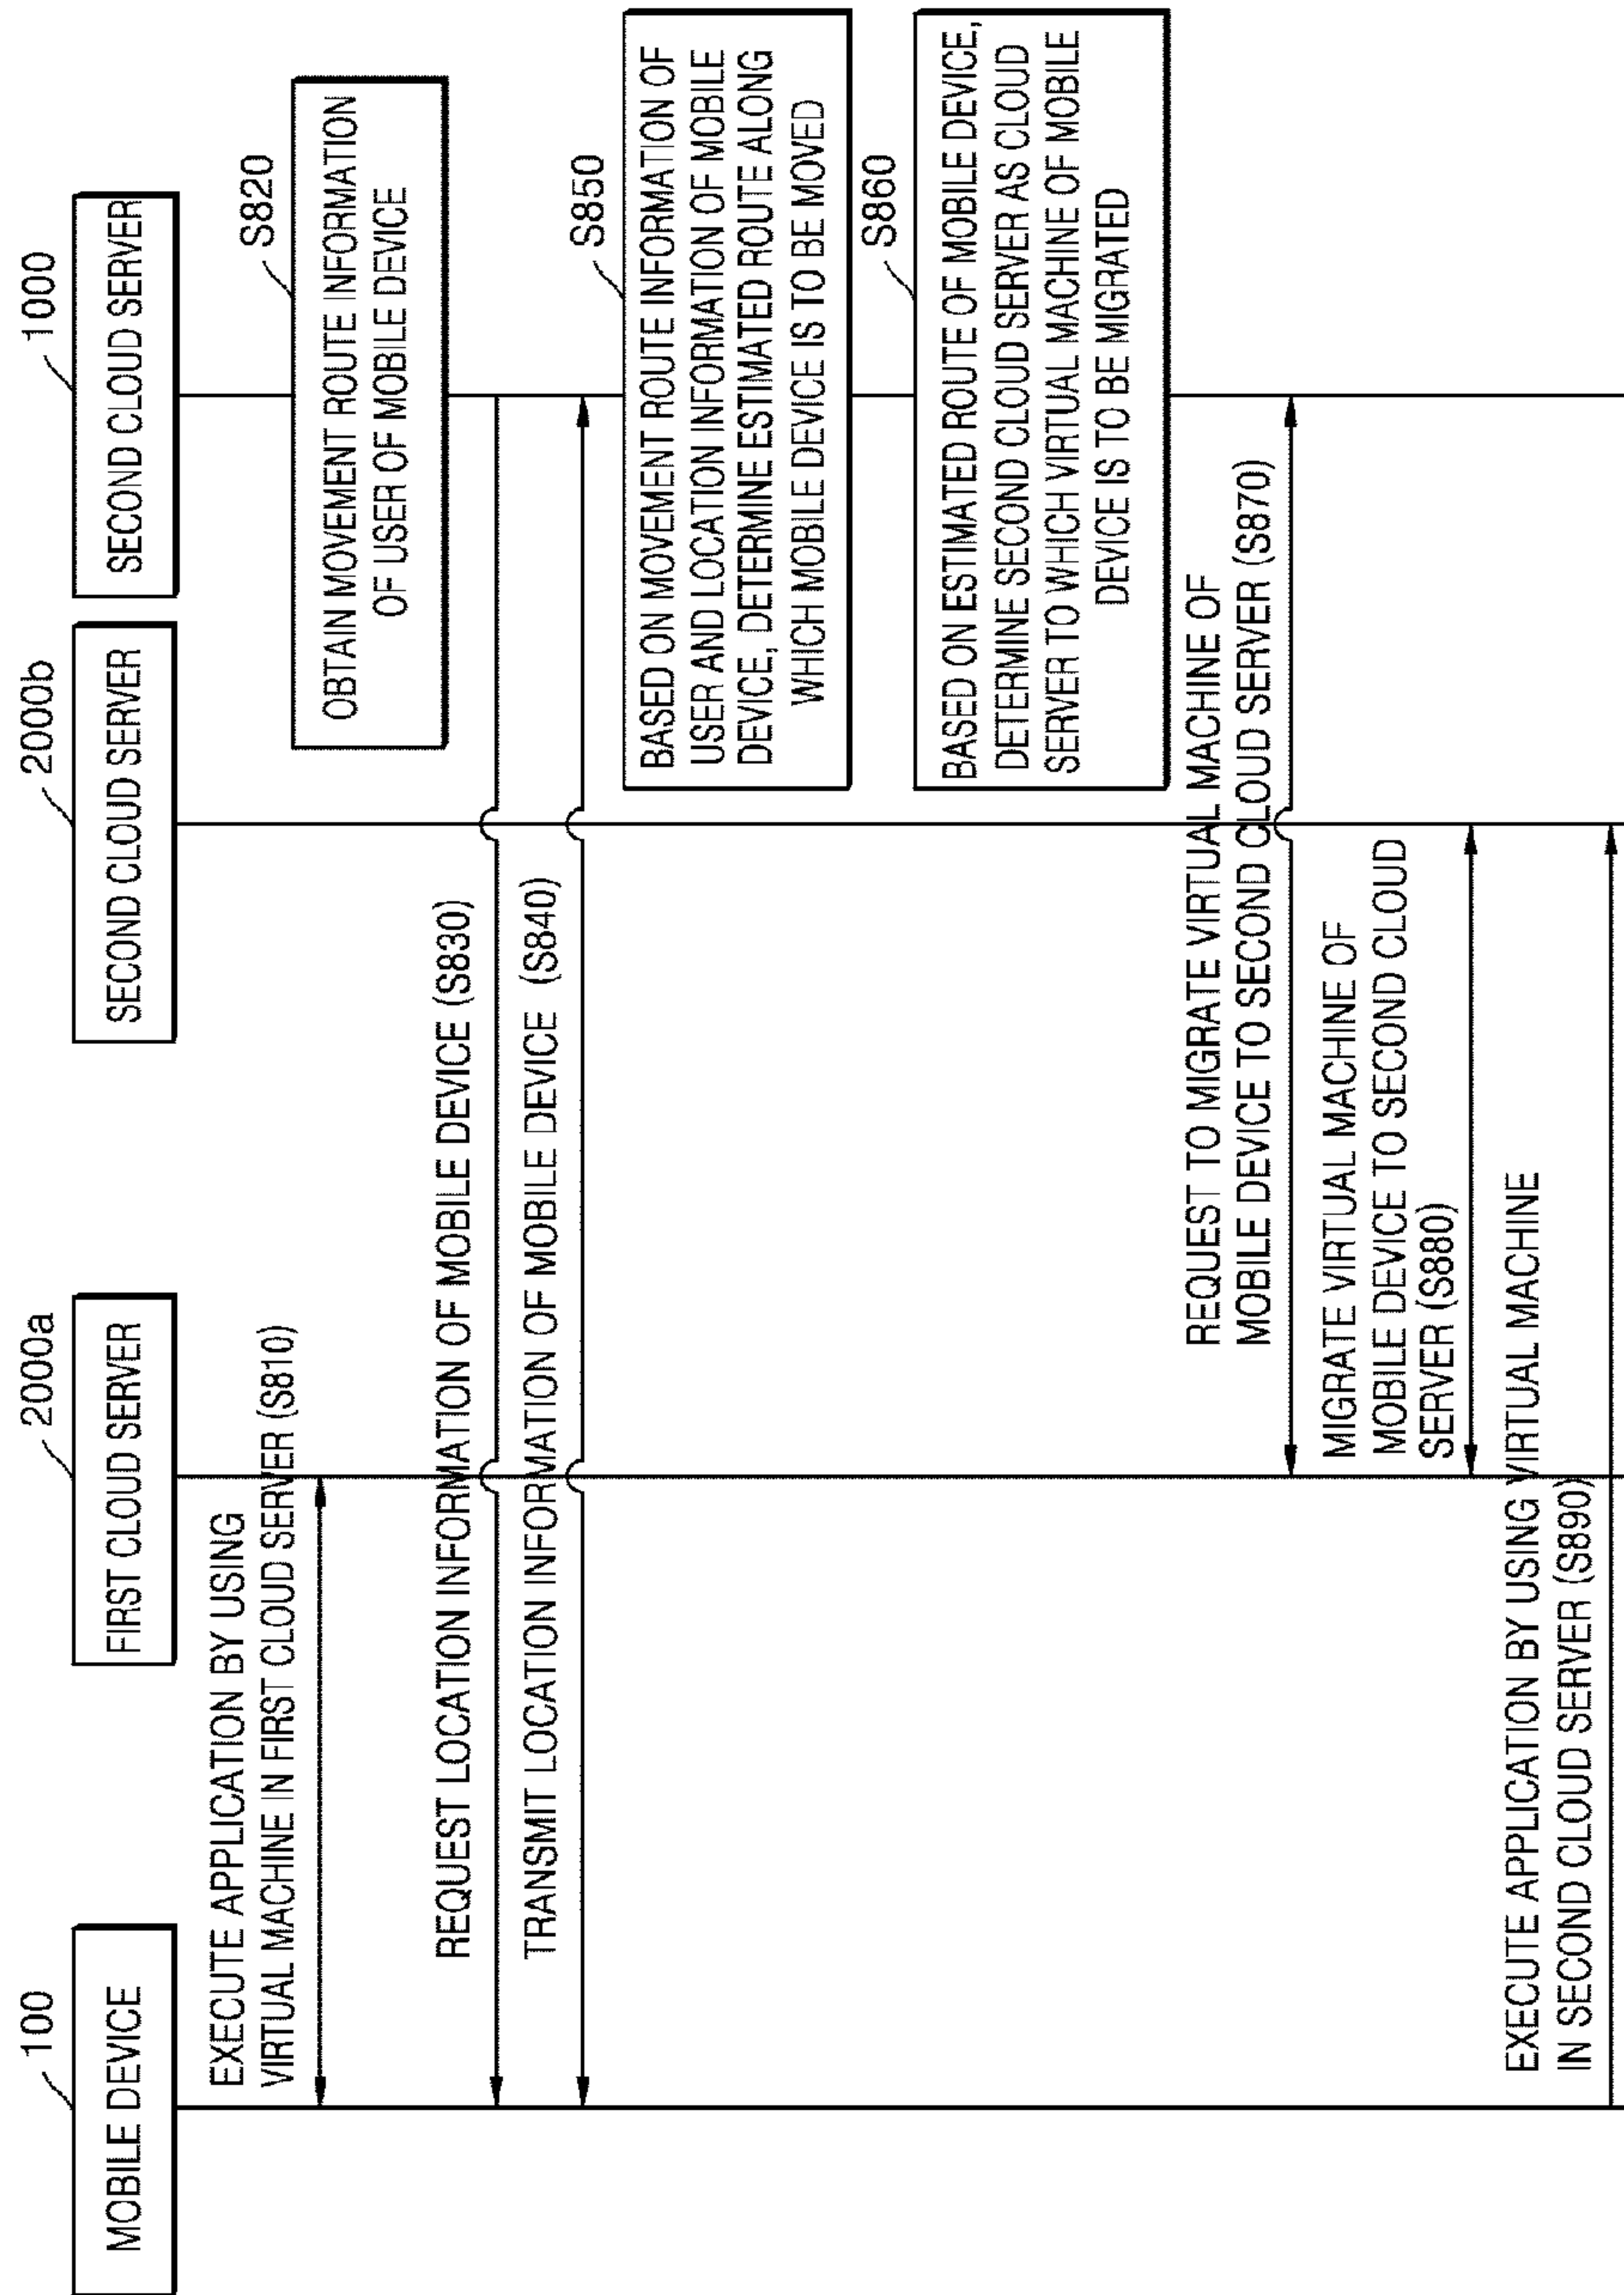 100
2000a
2000b
1000
MOBILE DEVICE
FIRST CLOUD SERVER
SECOND CLOUD SERVER
SECOND CLOUD SERVER
EXECUTE APPLICATION BY USING
VIRTUAL MACHINE IN FIRST CLOUD SERVER (S810)
S820
OBTAIN MOVEMENT ROUTE INFORMATION
OF USER OF MOBILE DEVICE
REQUEST LOCATION INFORMATION OF MOBILE DEVICE (S830)
TRANSMIT LOCATION INFORMATION OF MOBILE DEVICE (S840)
S850
BASED ON MOVEMENT ROUTE INFORMATION OF
USER AND LOCATION INFORMATION OF MOBILE
DEVICE, DETERMINE ESTIMATED ROUTE ALONG
WHICH MOBILE DEVICE IS TO BE MOVED
S860
BASED ON ESTIMATED ROUTE OF MOBILE DEVICE,
DETERMINE SECOND CLOUD SERVER AS CLOUD
SERVER TO WHICH VIRTUAL MACHINE OF MOBILE
DEVICE IS TO BE MIGRATED
REQUEST TO MIGRATE VIRTUAL MACHINE OF
MOBILE DEVICE TO SECOND CLOUD SERVER (S870)
MIGRATE VIRTUAL MACHINE OF
MOBILE DEVICE TO SECOND CLOUD
SERVER (S880)
EXECUTE APPLICATION BY USING VIRTUAL MACHINE
IN SECOND CLOUD SERVER (S890)